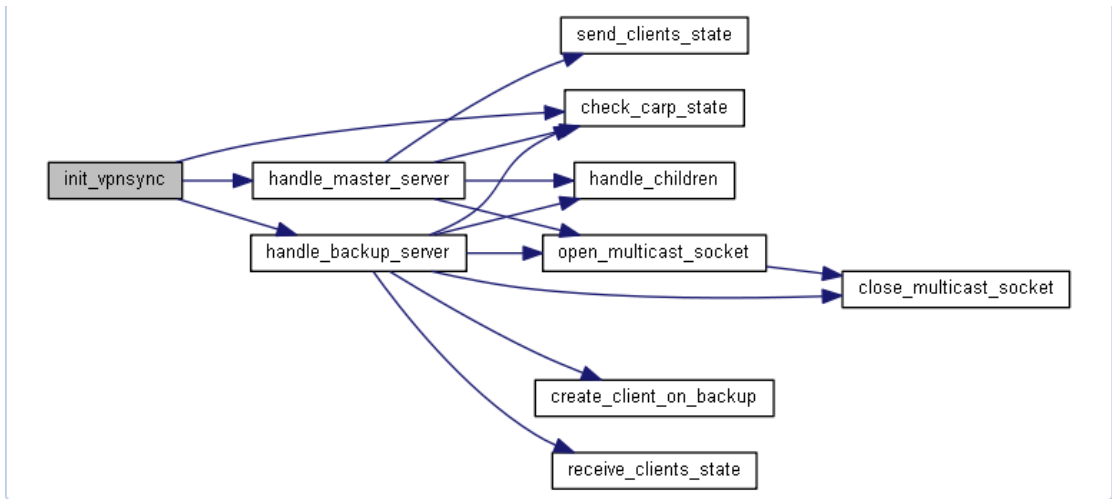 send_clients_state
check_carp_state
init_vpnsync
handle_master_server
handle_children
handle_backup_server
open_multicast_socket
close_multicast_socket
create_client_on_backup
receive_clients_state